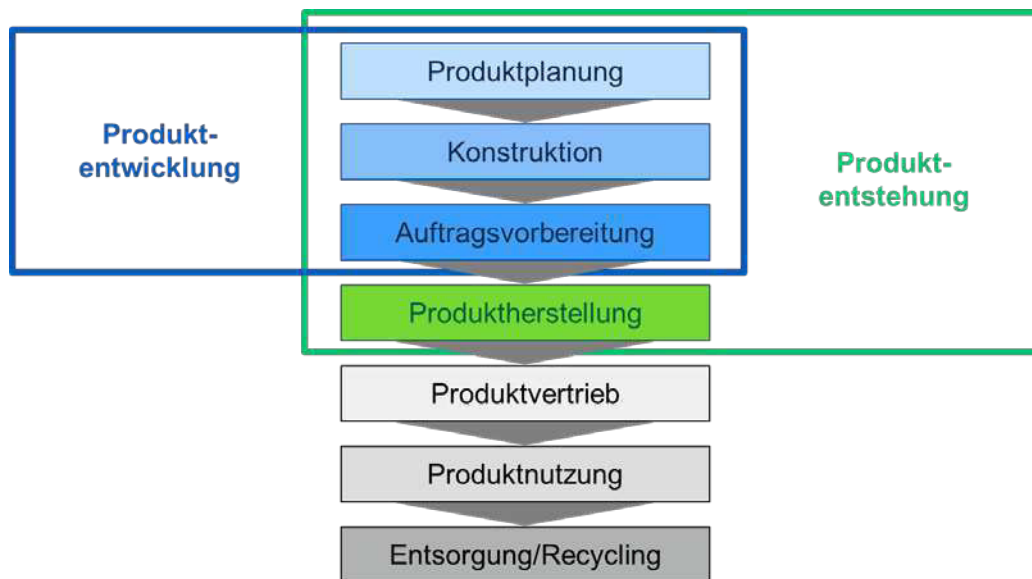 Produktplanung
Produkt-
entwicklung
Konstruktion
Produkt-
entstehung
Auftragsvorbereitung
Produktherstellung
Produktvertrieb
Produktnutzung
Entsorgung/Recycling